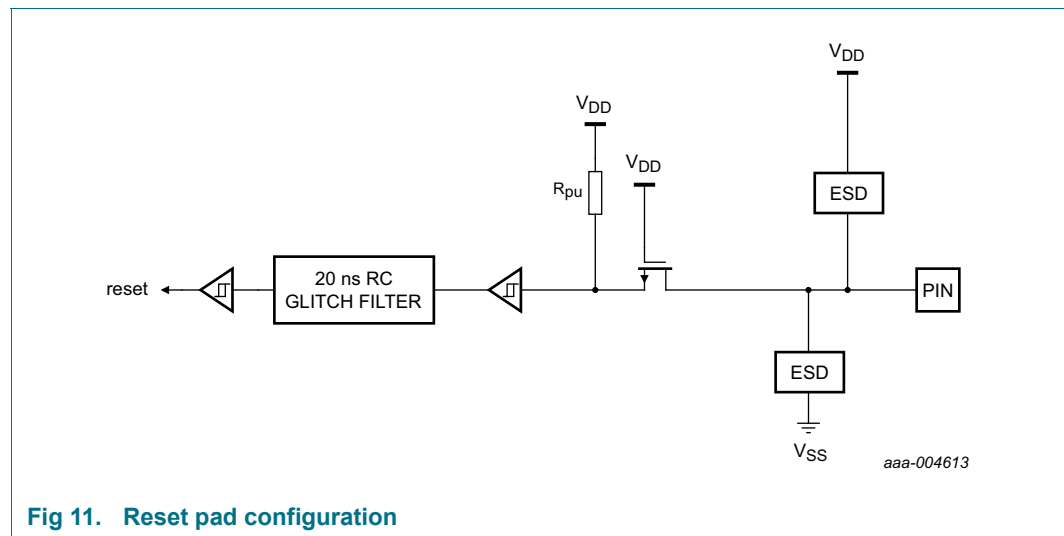 VDD
VDD
VDD
Rpu
ESD
reset
20 ns RC
GLITCH FILTER
PIN
ESD
VSS
aaa-004613
Fig 11. Reset pad configuration